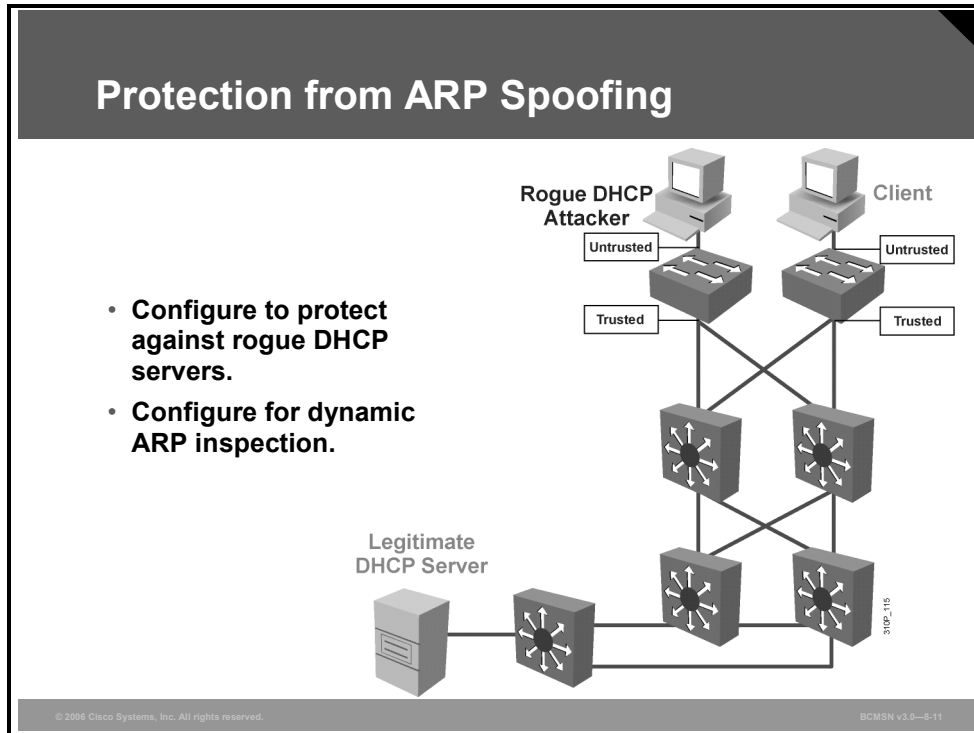 Protection from ARP Spoofing
Rogue DHCP
Attacker
Client
Untrusted
Untrusted
Trusted
Trusted
• Configure to protect
against rogue DHCP
servers.
• Configure for dynamic
ARP inspection.
Legitimate
DHCP Server
310P_115
© 2006 Cisco Systems, Inc. All rights reserved.
BCMSN v3.0—8-11